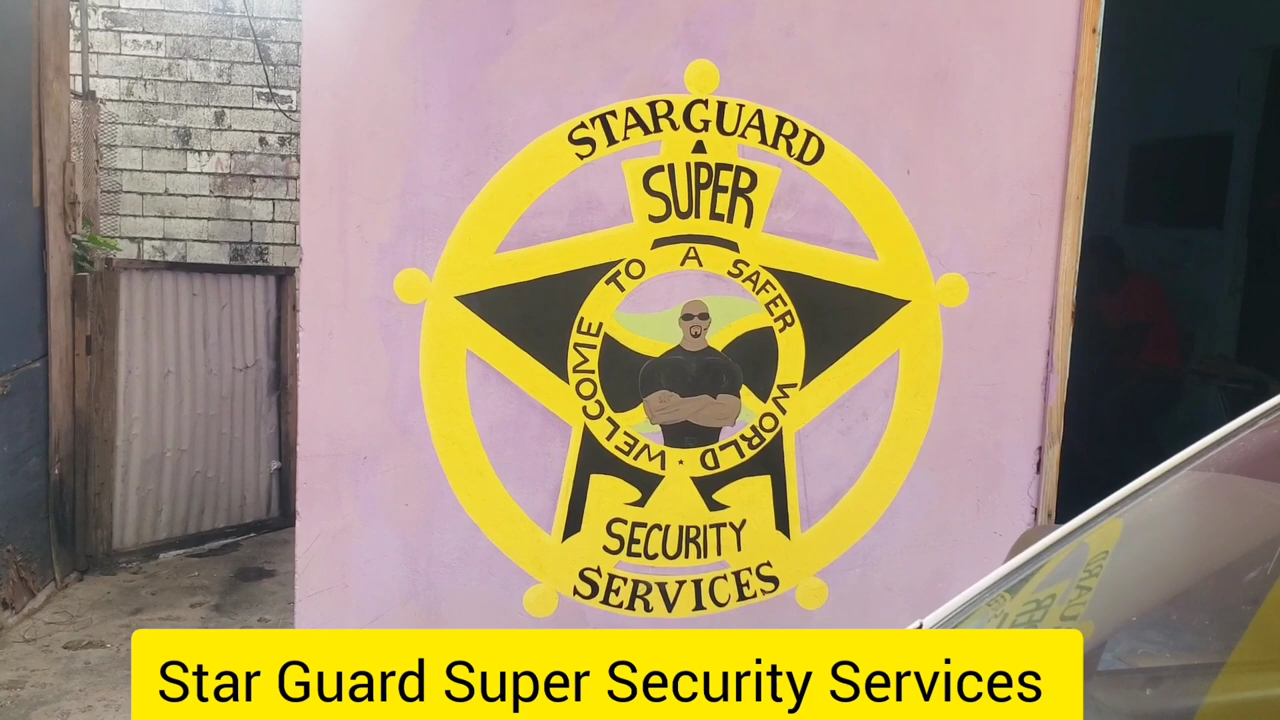 STARGUARD
SUPER
WELCOME TO A SAFER WORLD
SECURITY
SERVICES
Star Guard Super Security Services